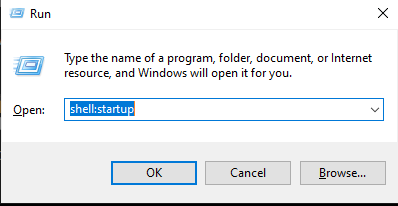 Run
Type the name of a program, folder, document, or Internet
resource, and Windows will open it for you.
Open: shell:startup
OK Cancel Browse...